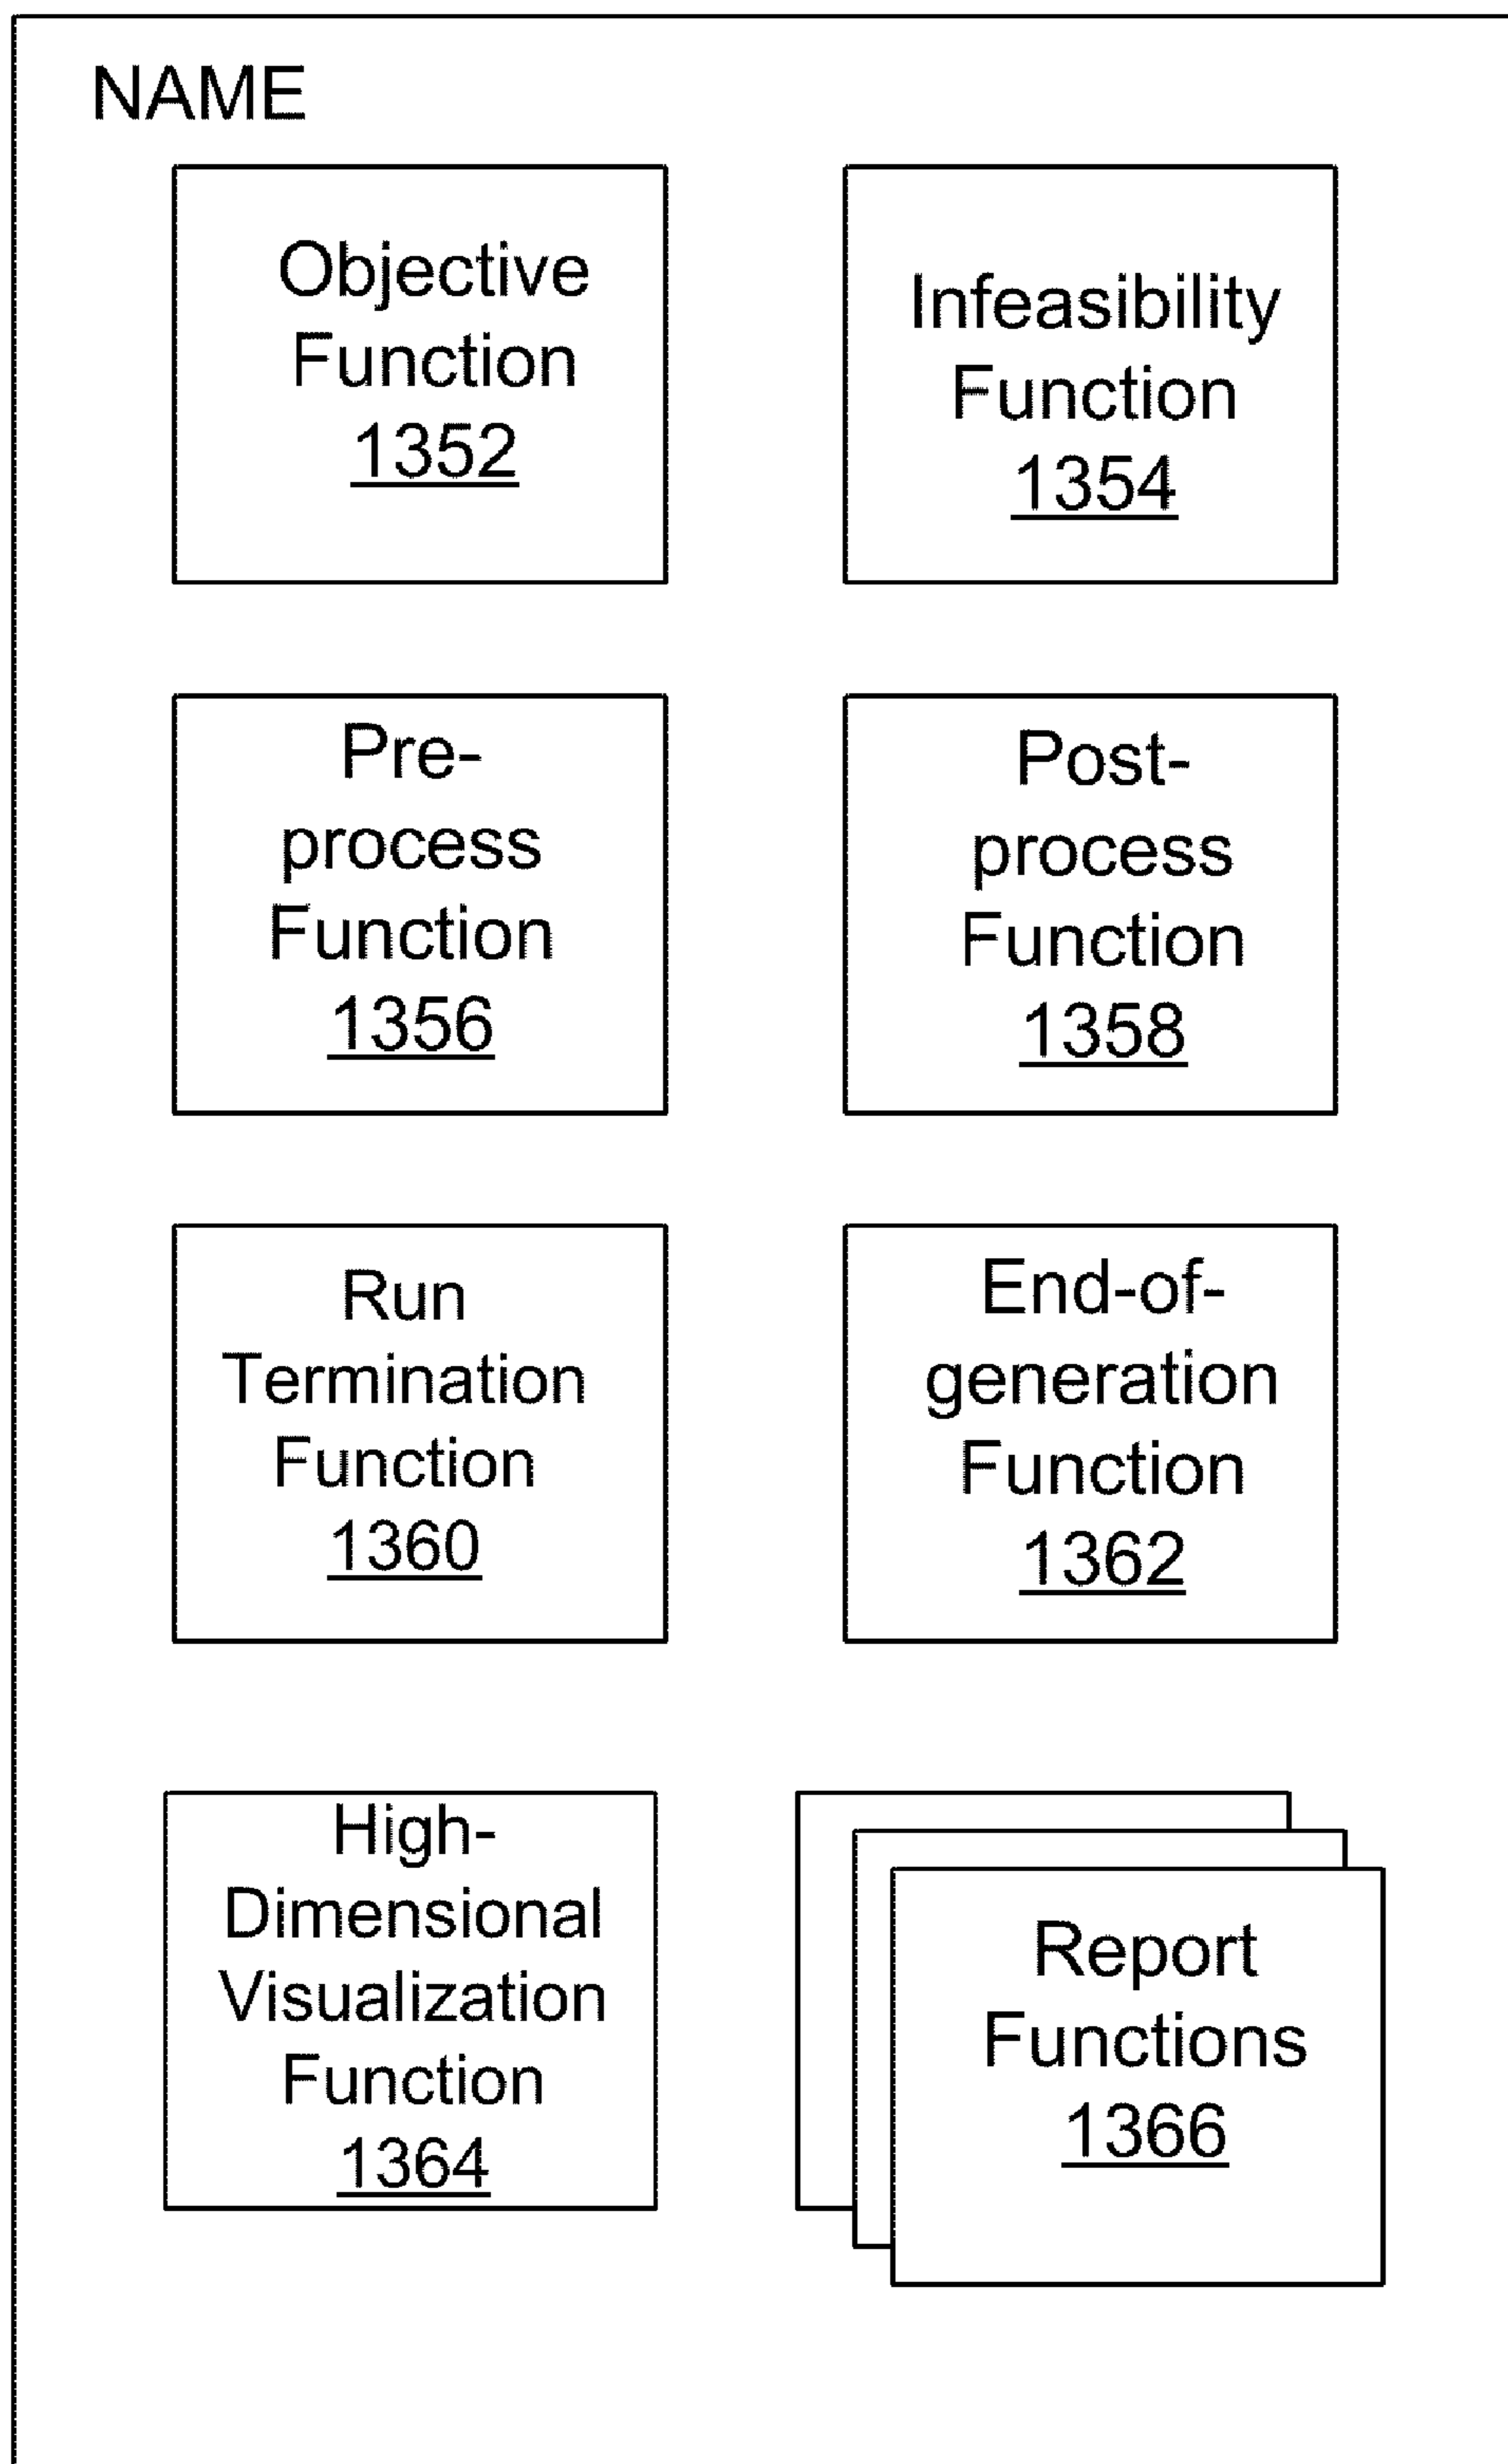 NAME
Objective
Function
1352
Infeasibility
Function
1354
Pre-
process
Function
1356
Post-
process
Function
1358
Run
Termination
Function
1360
End-of-
generation
Function
1362
High-
Dimensional
Visualization
Function
1364
Report
Functions
1366